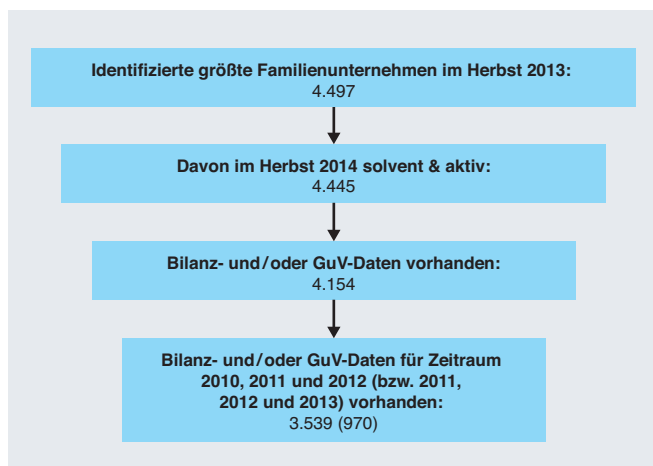 Identifizierte größte Familienunternehmen im Herbst 2013:
4.497
Davon im Herbst 2014 solvent & aktiv:
4.445
Bilanz- und/oder GuV-Daten vorhanden:
4.154
Bilanz- und/oder GuV-Daten für Zeitraum
2010, 2011 und 2012 (bzw. 2011,
2012 und 2013) vorhanden:
3.539 (970)